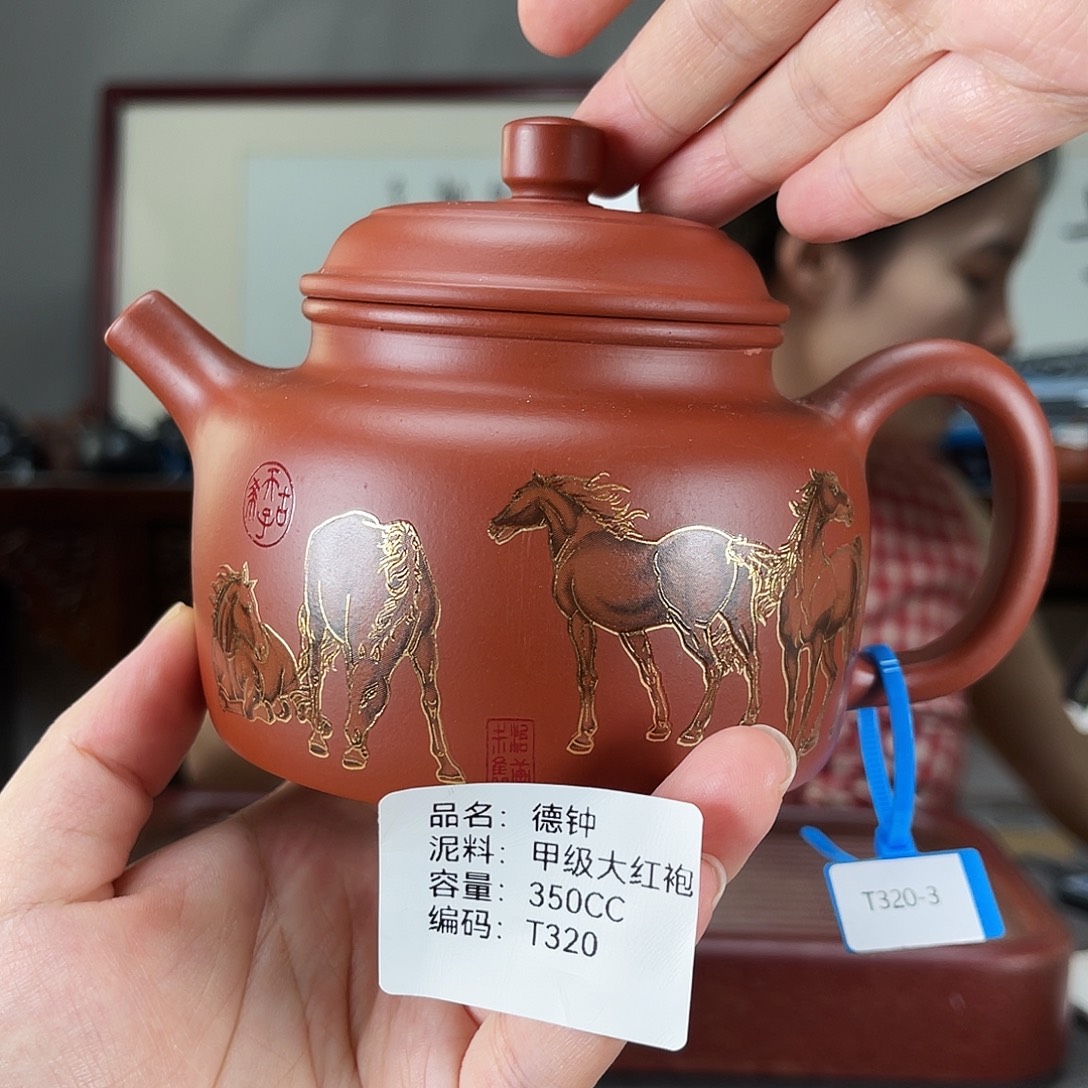 品名：德钟
泥料：甲级大红袍
容量：350CC
编码：T320
T320-3